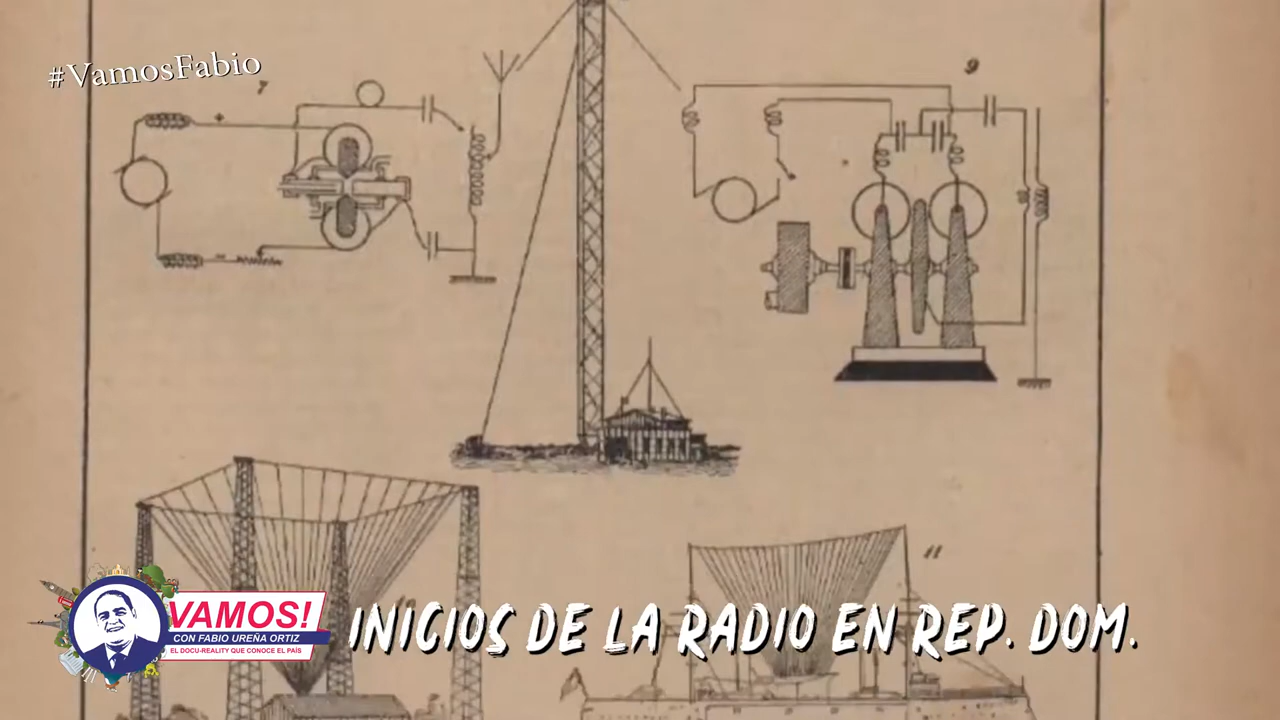 #VamosFabio
7
9
11
VAMOS!
CON FABIO UREÑA ORTIZ
EL DOCU-REALITY QUE CONOCE EL PAÍS
INICIOS DE LA RADIO EN REP. DOM.